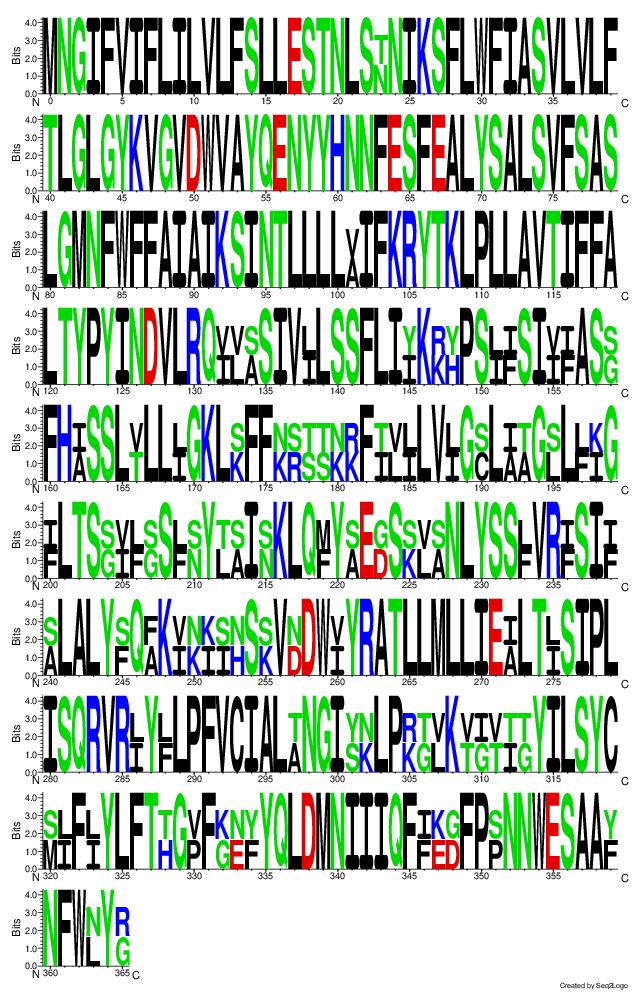 Bits 4.0 3.0 2.0 1.0 0.0
MNGIFVIFLILVLFSLLESTNLSTNIKSFLWFIASVLVLF
N 0 5 10 15 20 25 30 35 C
Bits 4.0 3.0 2.0 1.0 0.0
TLGLGYKVGVDWVAYQENYYHNNFESFEALYSALSVFSAS
N 40 45 50 55 60 65 70 75 C
Bits 4.0 3.0 2.0 1.0 0.0
LGMNFWFFAIAIKSINTLLLLXIFKRYTKLPLLAVTIFFA
N 80 85 90 95 100 105 110 115 C
Bits 4.0 3.0 2.0 1.0 0.0
LTYPYINDVLRQVVSSIVILSSFLIYKRYPSLISIVIASS
N 120 125 130 135 140 145 150 155 C
Bits 4.0 3.0 2.0 1.0 0.0
FHISSLVLLIGKLSFFNSTTNRFTVILVIGSLITGSLLKG
N 160 165 170 175 180 185 190 195 C
Bits 4.0 3.0 2.0 1.0 0.0
ILTSSVLSSLSYTSISKLQMYSEGSSVSNLYSSLVRISII
N 200 205 210 215 220 225 230 235 C
Bits 4.0 3.0 2.0 1.0 0.0
SLALYSQFKVNKSNSSVNDWVYRATLLMLLIEILTLSIPL
N 240 245 250 255 260 265 270 275 C
Bits 4.0 3.0 2.0 1.0 0.0
ISQRVRLYLLPFVCIALTNGIYNLPRTVKVIVTTYILSYC
N 280 285 290 295 300 305 310 315 C
Bits 4.0 3.0 2.0 1.0 0.0
SLFLYLFTTGVFKNYYQLDMNIIIQFIKGFPSNNWESAAY
N 320 325 330 335 340 345 350 355 C
Bits 4.0 3.0 2.0 1.0 0.0
NFWNYR
N 360 365 C
Created by Seq2Logo